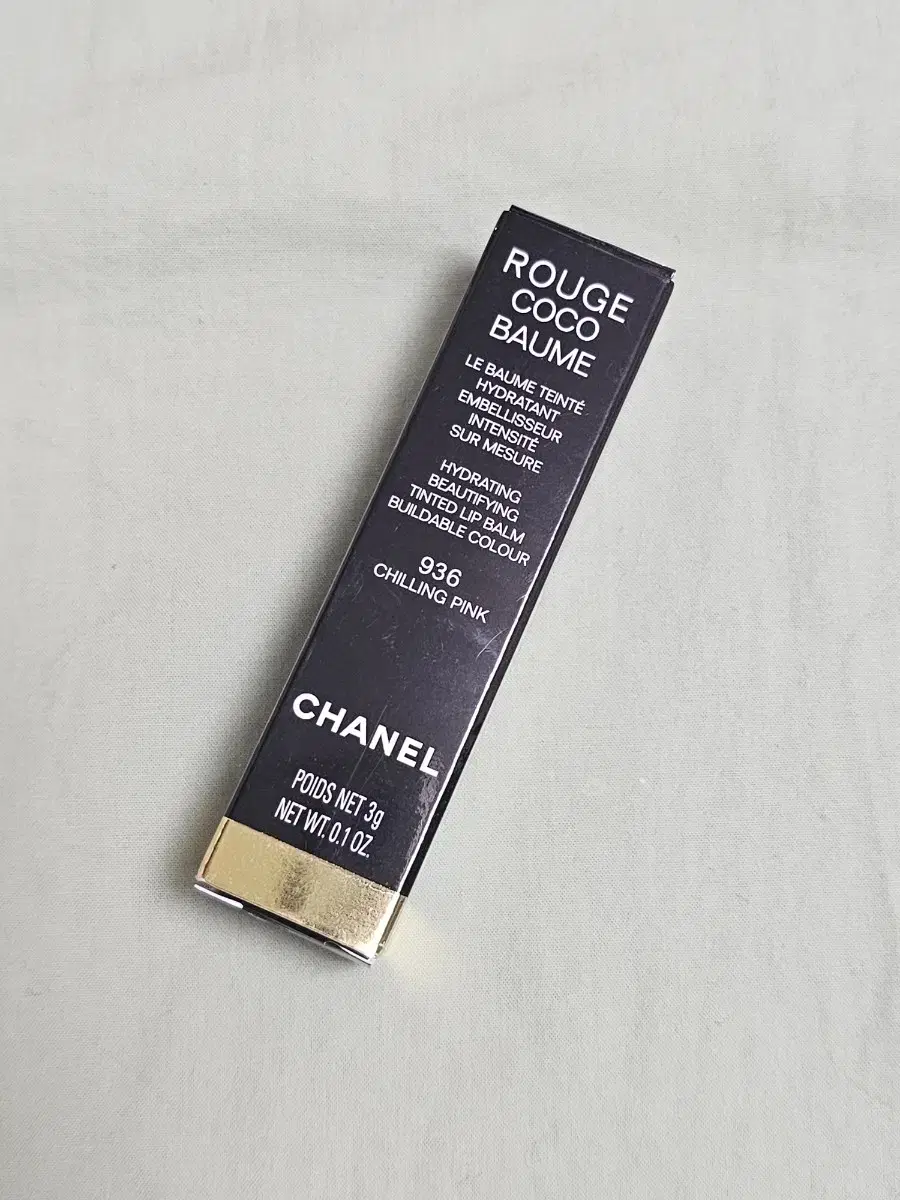 ROUGE
COCO
BAUME
LE BAUME TEINTÉ
HYDRATANT
EMBELLISSEUR
INTENSITÉ
SUR MESURE
HYDRATING
BEAUTIFYING
TINTED LIP BALM
BUILDABLE COLOUR
936
CHILLING PINK
CHANEL
POIDS NET 3g
NET WT. 0.1 OZ.